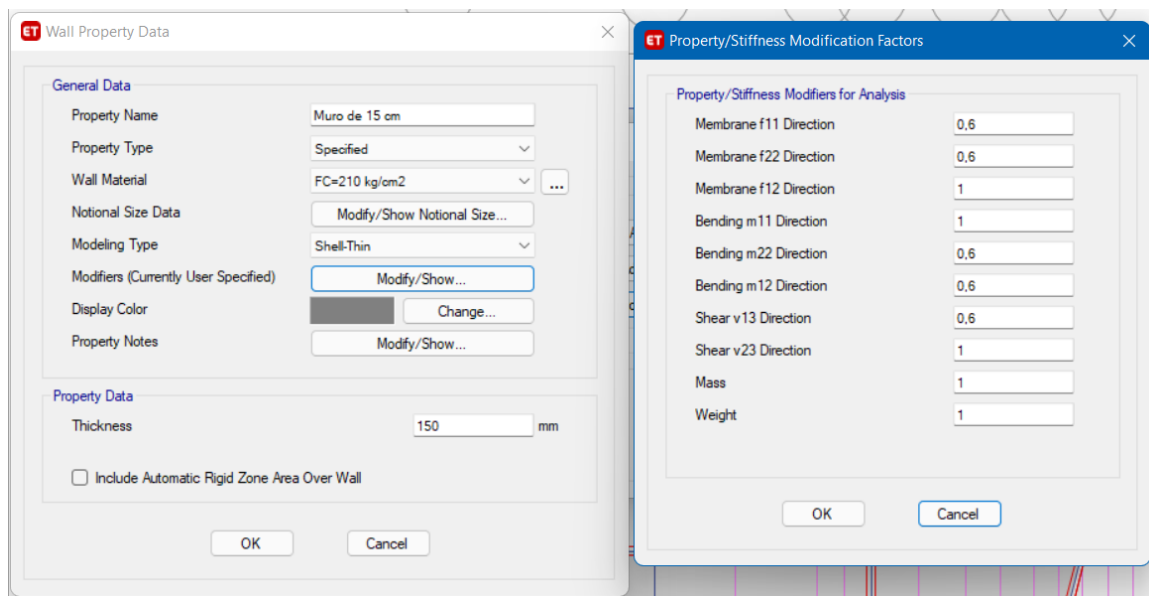 ET Wall Property Data
General Data
Property Name Muro de 15 cm
Property Type Specified
Wall Material FC=210 kg/cm2 ...
Notional Size Data Modify/Show Notional Size...
Modeling Type Shell-Thin
Modifiers (Currently User Specified) Modify/Show...
Display Color Change...
Property Notes Modify/Show...
Property Data
Thickness 150 mm
Include Automatic Rigid Zone Area Over Wall
OK Cancel
ET Property/Stiffness Modification Factors
Property/Stiffness Modifiers for Analysis
Membrane f11 Direction 0,6
Membrane f22 Direction 0,6
Membrane f12 Direction 1
Bending m11 Direction 1
Bending m22 Direction 0,6
Bending m12 Direction 0,6
Shear v13 Direction 0,6
Shear v23 Direction 1
Mass 1
Weight 1
OK Cancel